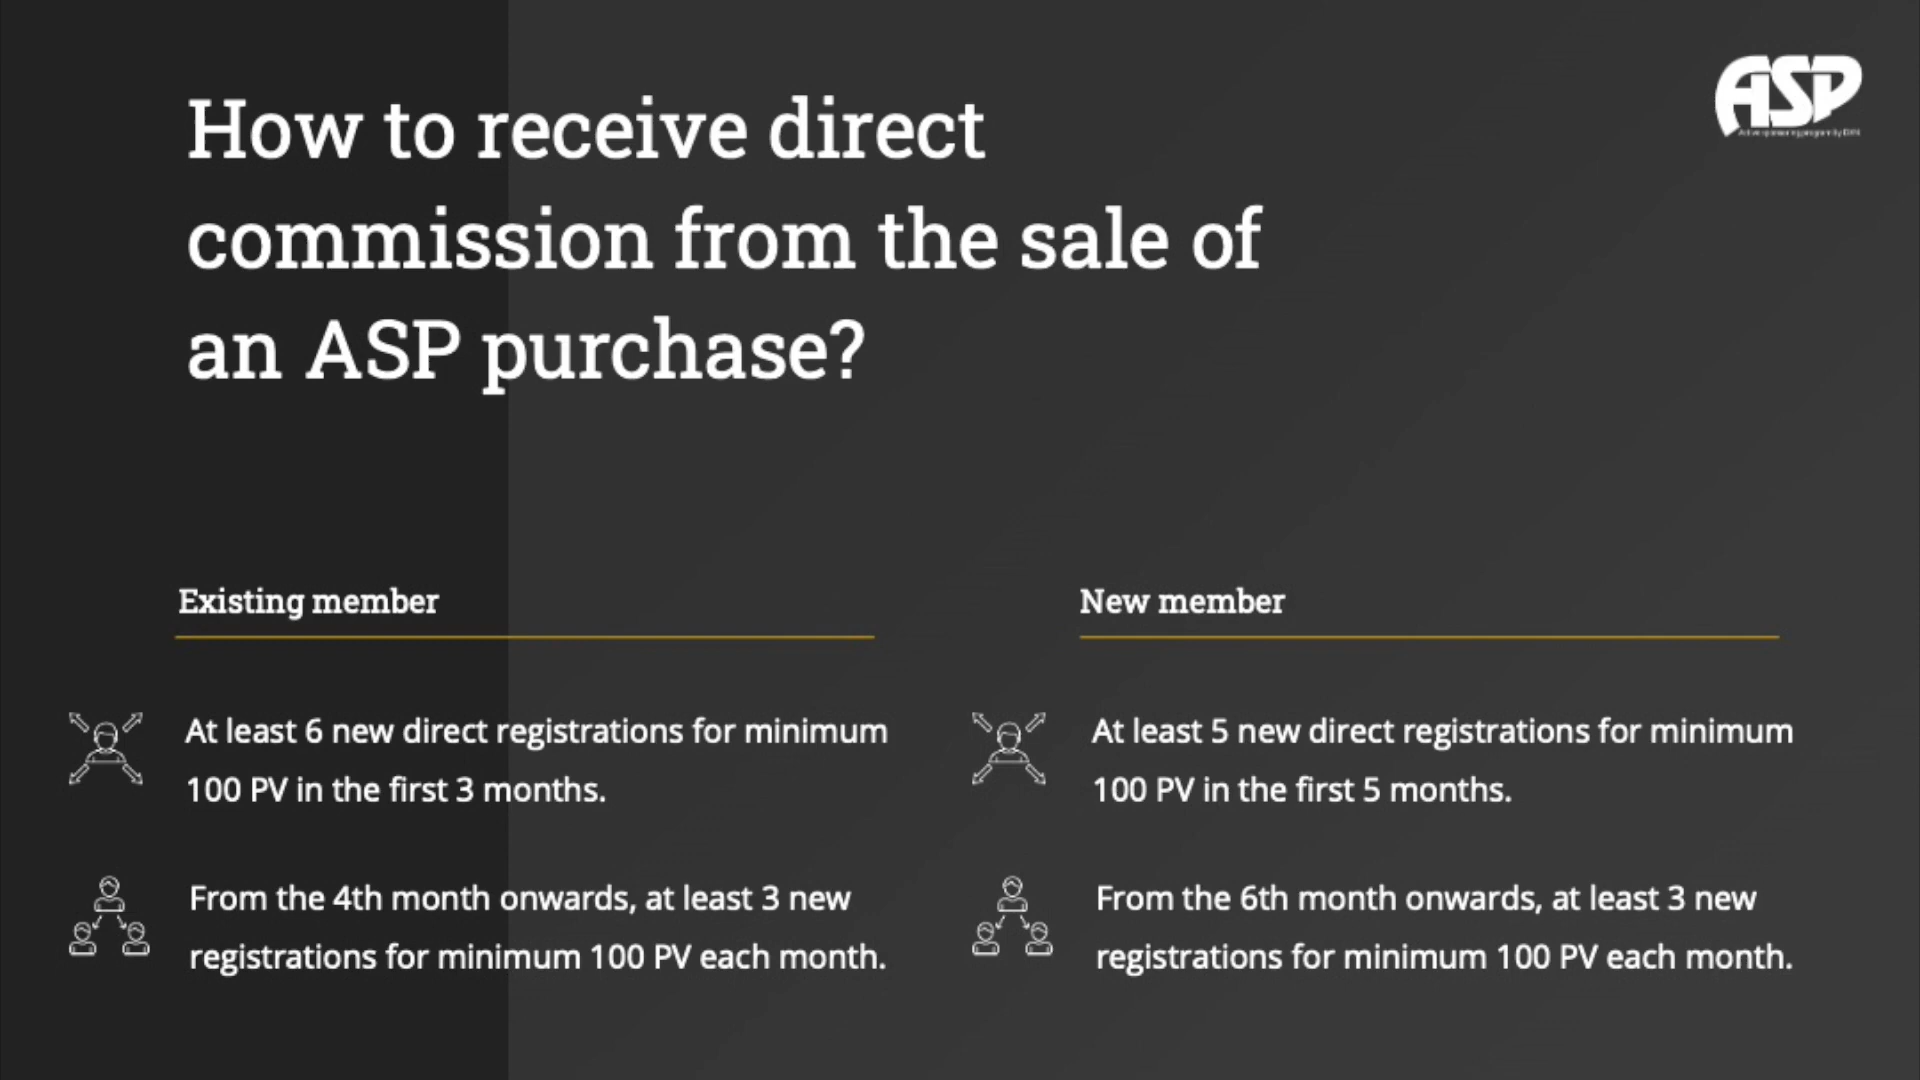 How to receive direct
commission from the sale of
an ASP purchase?
ASP
Existing member
At least 6 new direct registrations for minimum
100 PV in the first 3 months.
From the 4th month onwards, at least 3 new
registrations for minimum 100 PV each month.
New member
At least 5 new direct registrations for minimum
100 PV in the first 5 months.
From the 6th month onwards, at least 3 new
registrations for minimum 100 PV each month.